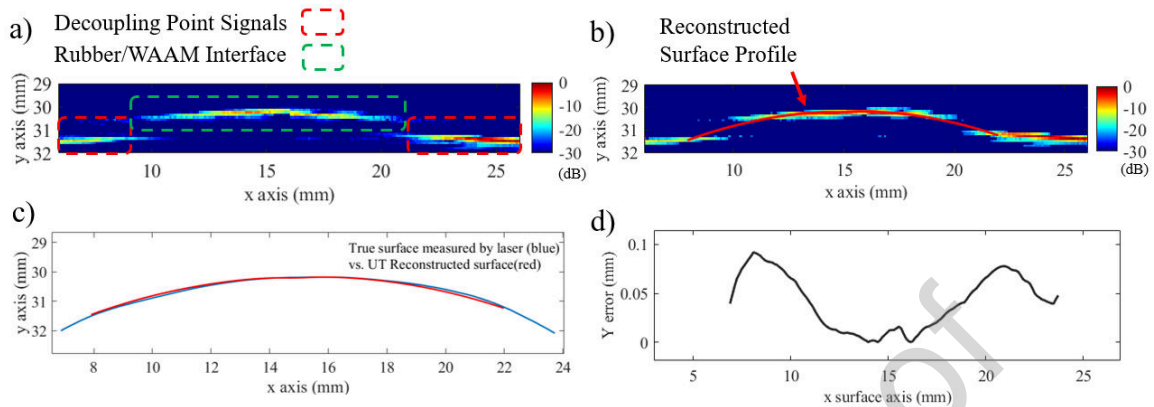 a)
Decoupling Point Signals
Rubber/WAAM Interface
y axis (mm)
29
30
31
32
10
15
20
25
x axis (mm)
0
-10
-20
-30
(dB)
b)
Reconstructed
Surface Profile
y axis (mm)
29
30
31
32
10
15
20
25
x axis (mm)
0
-10
-20
-30
(dB)
c)
True surface measured by laser (blue)
vs. UT Reconstructed surface(red)
y axis (mm)
29
30
31
32
8
10
12
14
16
18
20
22
24
x axis (mm)
d)
Y error (mm)
0.1
0.05
0
5
10
15
20
25
x surface axis (mm)
of